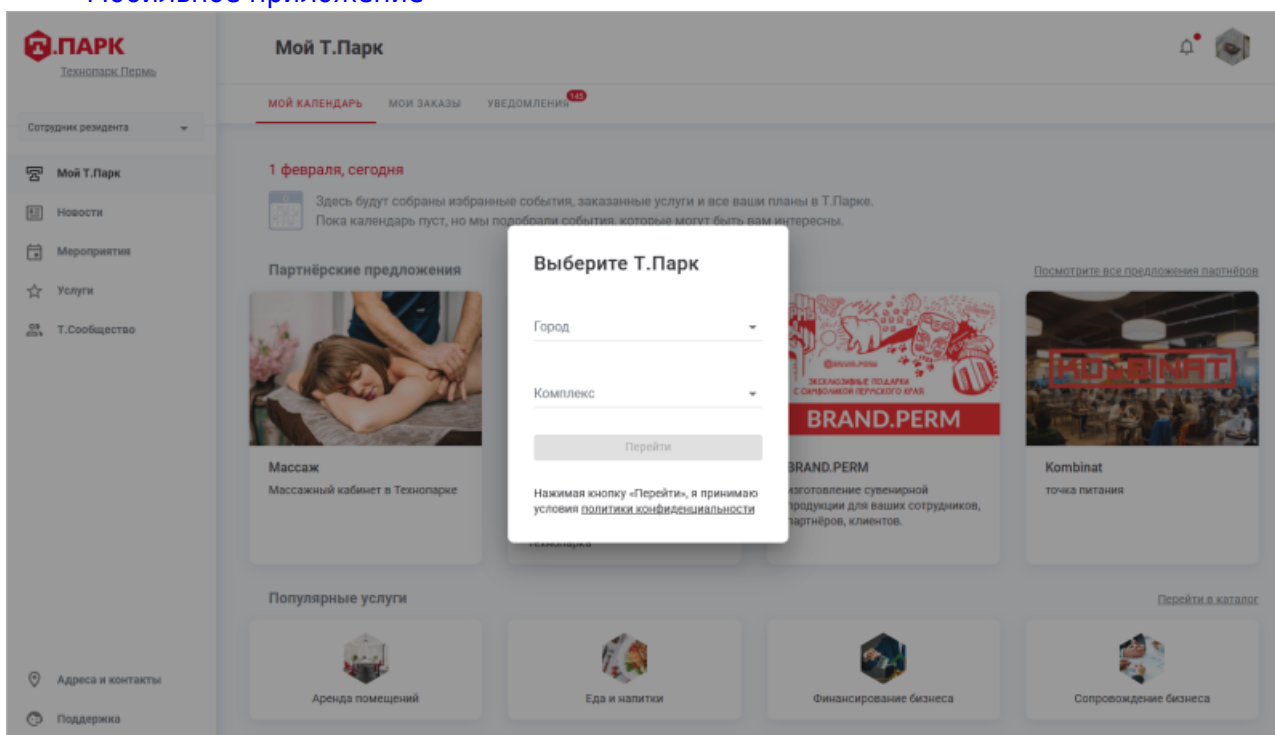 Мобильное приложение
Т.ПАРК
Технопарк Пермь
Мой Т.Парк
МОЙ КАЛЕНДАРЬ
МОИ ЗАКАЗЫ
УВЕДОМЛЕНИЯ
145
Сотрудник резидента
Мой Т.Парк
Новости
Мероприятия
Услуги
Т.Сообщество
1 февраля, сегодня
Здесь будут собраны избранные события, заказанные услуги и все ваши планы в Т.Парке.
Пока календарь пуст, но мы подобрали события, которые могут быть вам интересны.
Партнёрские предложения
Посмотрите все предложения партнёров
Выберите Т.Парк
Город
Комплекс
Перейти
Нажимая кнопку «Перейти», я принимаю
условия политики конфиденциальности
Массаж
Массажный кабинет в Технопарке
Технопарка
ЭКСКЛЮЗИВНЫЕ ПОДАРКИ
С СИМВОЛИКОЙ ПЕРМСКОГО КРАЯ
BRAND.PERM
BRAND.PERM
изготовление сувенирной
продукции для ваших сотрудников,
партнёров, клиентов.
KOMBINAT
Kombinat
точка питания
Популярные услуги
Перейти в каталог
Аренда помещений
Еда и напитки
Финансирование бизнеса
Сопровождение бизнеса
Адреса и контакты
Поддержка